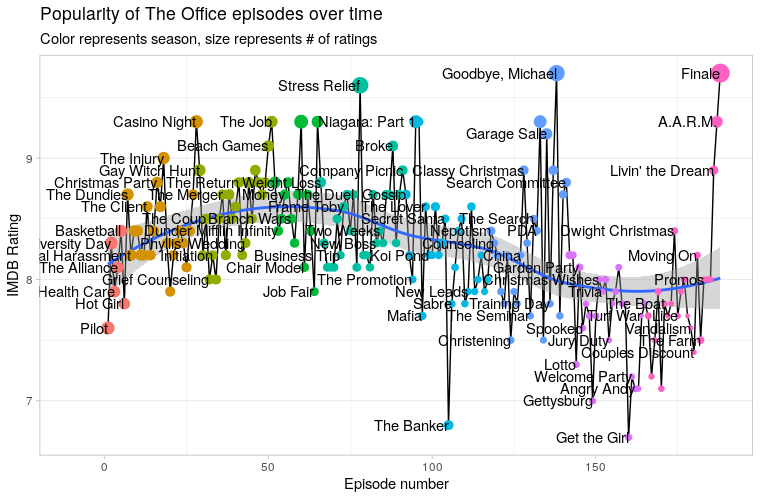 Popularity of The Office episodes over time
Color represents season, size represents # of ratings
Goodbye, Michael
Finale
Stress Relief
Casino Night
The Job
Niagara: Part 1
A.A.R.M
Garage Sale
Beach Games
Broke
9
The Injury
Gay Witch Hunt
Company Picnic
Classy Christmas
Livin' the Dream
Christmas Party
The Return
Weight Loss
Search Committee
The Dundies
The Merger
Money
The Duel
Gossip
The Client
Frame Toby
Lover
The Coup
Branch Wars
Secret Santa
The Search
Basketball
Dunder Mifflin Infinity
Two Weeks
Nepotism
PDA
Dwight Christmas
versity Day
Phyllis' Wedding
New Boss
Counseling
al Harassment
Initiation
Business Trip
Koi Pond
China
Moving On
The Alliance
Chair Model
Garden Party
8
Grief Counseling
The Promotion
Christmas Wishes
Promos
Health Care
Job Fair
New Leads
Trivia
Hot Girl
Sabre
Training Day
The Boat
Mafia
The Seminar
Turf War
Lice
Pilot
Spooked
Vandalism
Christening
Jury Duty
The Farm
Couples Discount
Lotto
Welcome Party
Angry Andy
7
Gettysburg
The Banker
Get the Girl
0
50
100
150
Episode number
IMDB Rating